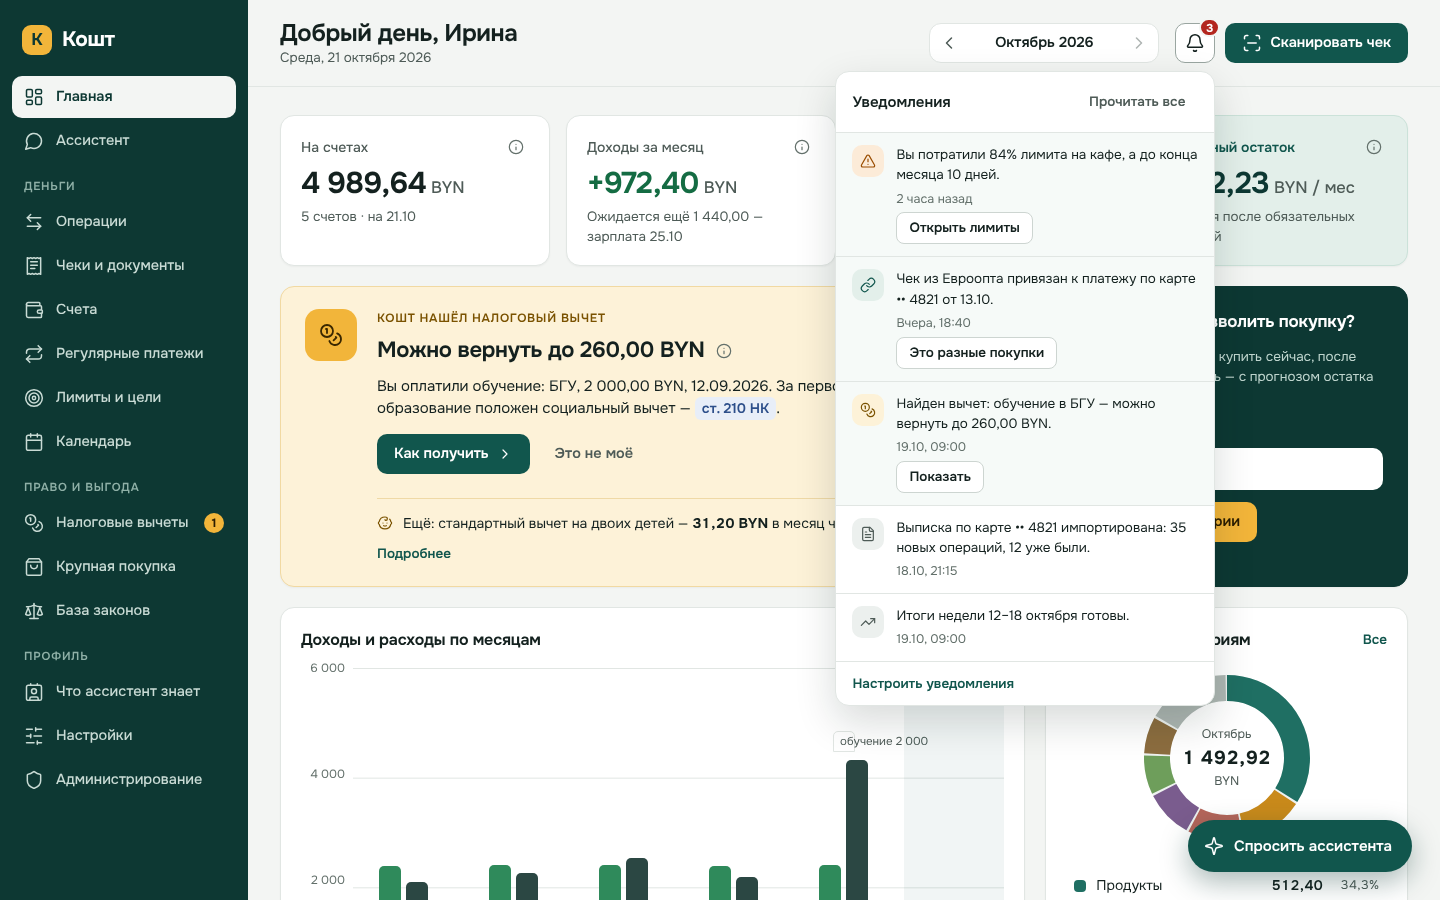 К Кошт
Главная
Ассистент
ДЕНЬГИ
Операции
Чеки и документы
Счета
Регулярные платежи
Лимиты и цели
Календарь
ПРАВО И ВЫГОДА
Налоговые вычеты 1
Крупная покупка
База законов
ПРОФИЛЬ
Что ассистент знает
Настройки
Администрирование
Добрый день, Ирина
Среда, 21 октября 2026
Октябрь 2026
3
Сканировать чек
На счетах
4 989,64 BYN
5 счетов · на 21.10
Доходы за месяц
+972,40 BYN
Ожидается ещё 1 440,00 —
зарплата 25.10
ный остаток
2,23 BYN / мес
я после обязательных
й
Уведомления
Прочитать все
Вы потратили 84% лимита на кафе, а до конца
месяца 10 дней.
2 часа назад
Открыть лимиты
Чек из Евроопта привязан к платежу по карте
•• 4821 от 13.10.
Вчера, 18:40
Это разные покупки
Найден вычет: обучение в БГУ — можно
вернуть до 260,00 BYN.
19.10, 09:00
Показать
Выписка по карте •• 4821 импортирована: 35
новых операций, 12 уже были.
18.10, 21:15
Итоги недели 12–18 октября готовы.
19.10, 09:00
Настроить уведомления
КОШТ НАШЁЛ НАЛОГОВЫЙ ВЫЧЕТ
Можно вернуть до 260,00 BYN
Вы оплатили обучение: БГУ, 2 000,00 BYN, 12.09.2026. За перво
образование положен социальный вычет — ст. 210 НК.
Как получить
Это не моё
Ещё: стандартный вычет на двоих детей — 31,20 BYN в месяц ч
Подробнее
зволить покупку?
купить сейчас, после
ь — с прогнозом остатка
рии
Доходы и расходы по месяцам
6 000
4 000
2 000
обучение 2 000
риям
Все
Октябрь
1 492,92
BYN
Продукты 512,40 34,3%
Спросить ассистента